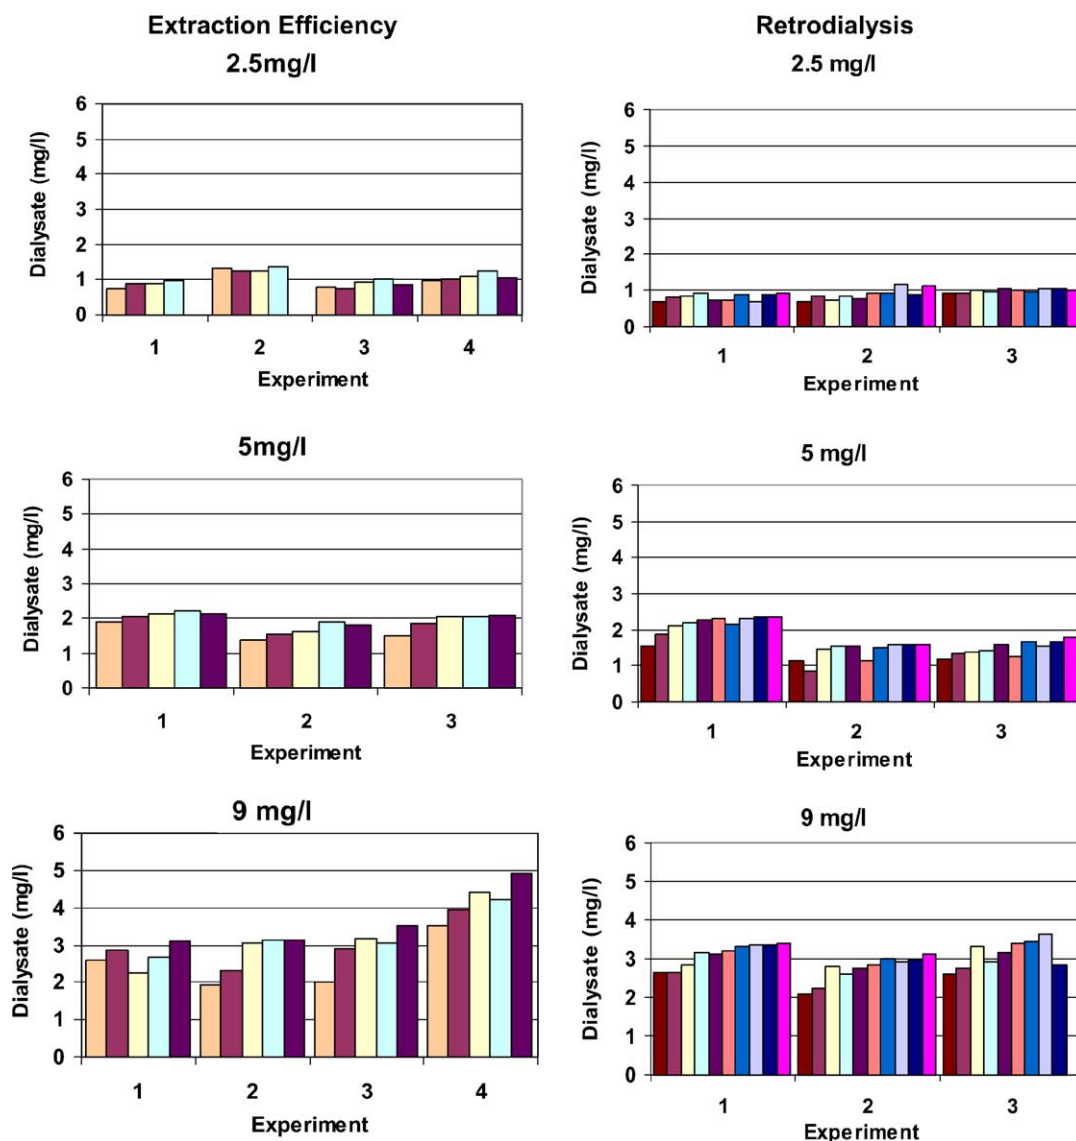 Extraction Efficiency
2.5mg/l
Dialysate (mg/l)
6
5
4
3
2
1
0
1 2 3 4
Experiment
Retrodialysis
2.5 mg/l
Dialysate (mg/l)
6
5
4
3
2
1
0
1 2 3
Experiment
5mg/l
Dialysate (mg/l)
6
5
4
3
2
1
0
1 2 3
Experiment
5 mg/l
Dialysate (mg/l)
6
5
4
3
2
1
0
1 2 3
Experiment
9 mg/l
Dialysate (mg/l)
6
5
4
3
2
1
0
1 2 3 4
Experiment
9 mg/l
Dialysate (mg/l)
6
5
4
3
2
1
0
1 2 3
Experiment